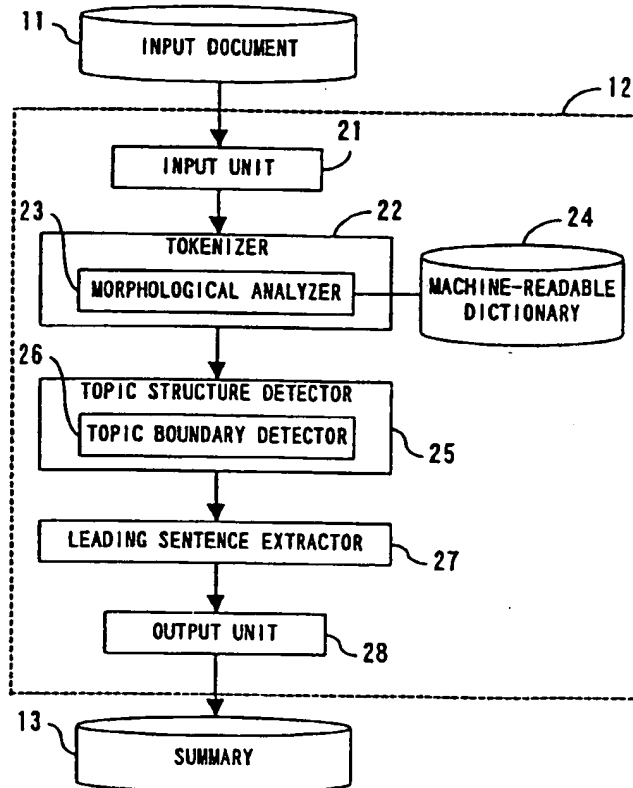 11
INPUT DOCUMENT
12
21
INPUT UNIT
23
22
24
TOKENIZER
MORPHOLOGICAL ANALYZER
MACHINE-READABLE
DICTIONARY
26
TOPIC STRUCTURE DETECTOR
TOPIC BOUNDARY DETECTOR
25
LEADING SENTENCE EXTRACTOR
27
OUTPUT UNIT
28
13
SUMMARY